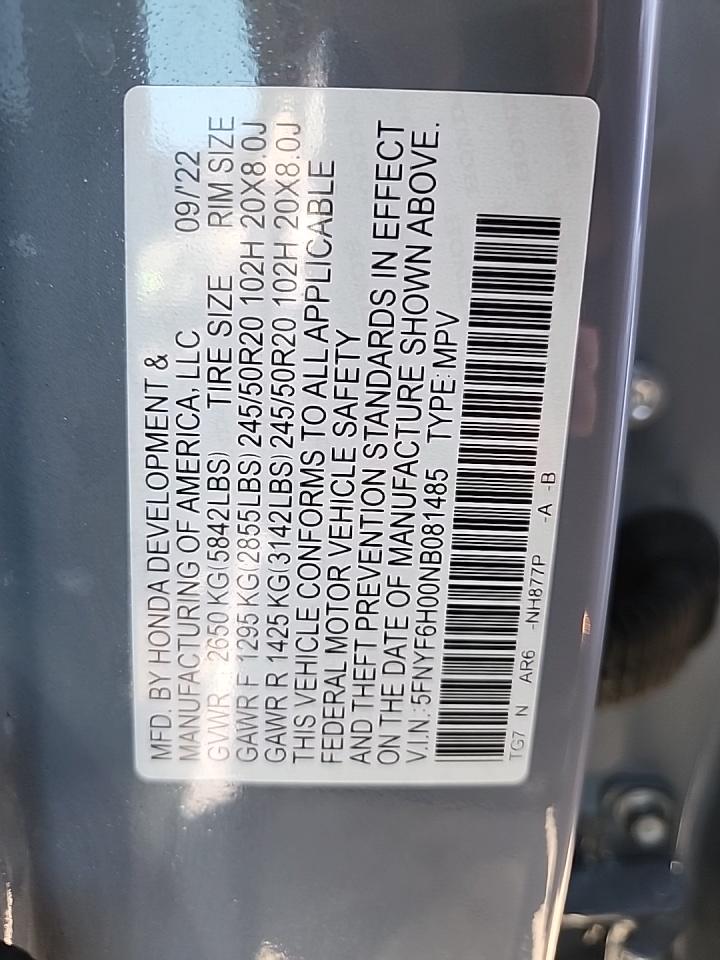 MFD. BY HONDA DEVELOPMENT &
MANUFACTURING OF AMERICA, LLC 09/'22
GVWR 2650 KG(5842LBS) TIRE SIZE RIM SIZE
GAWR F 1295 KG(2855LBS) 245/50R20 102H 20X8.0J
GAWR R 1425 KG(3142LBS) 245/50R20 102H 20X8.0J
THIS VEHICLE CONFORMS TO ALL APPLICABLE
FEDERAL MOTOR VEHICLE SAFETY
AND THEFT PREVENTION STANDARDS IN EFFECT
ON THE DATE OF MANUFACTURE SHOWN ABOVE.
V.I.N.:5FNYF6H00NB081485 TYPE:MPV
TG7 N AR6 -NH877P -A -B